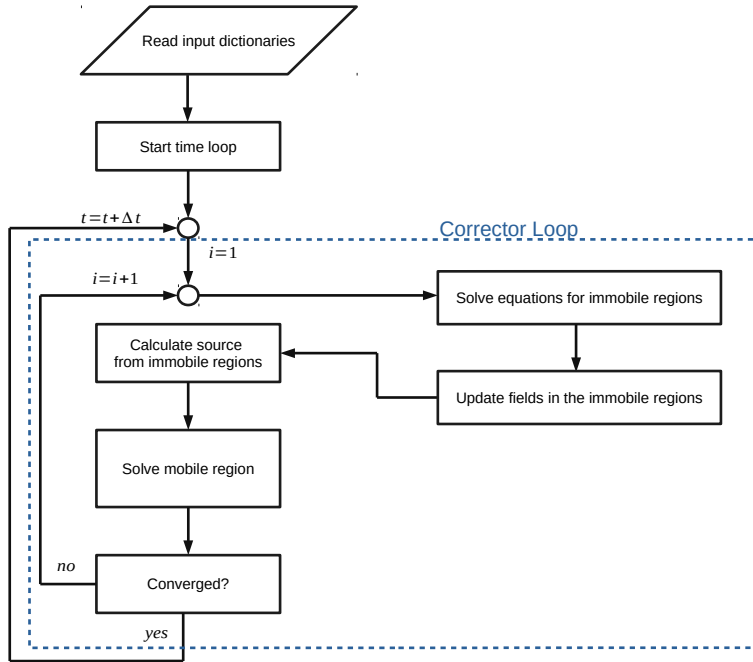 Read input dictionaries
Start time loop
t=t+Δt
Corrector Loop
i=1
i=i+1
Solve equations for immobile regions
Calculate source
from immobile regions
Update fields in the immobile regions
Solve mobile region
no
Converged?
yes